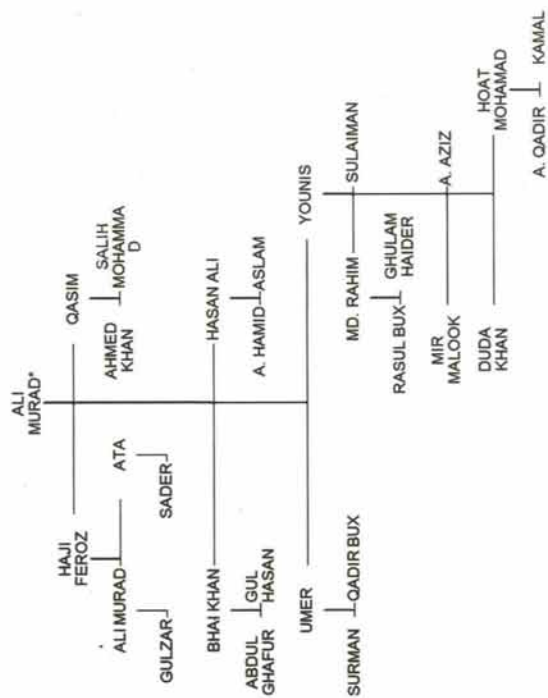 ALI
MURAD*
HAJI
FEROZ
QASIM
ALI MURAD
ATA
AHMED
KHAN
SALIH
MOHAMMA
D
GULZAR
SADER
BHAI KHAN
HASAN ALI
ABDUL
GHAFUR
GUL
HASAN
A. HAMID
ASLAM
UMER
YOUNIS
SURMAN
QADIR BUX
MD. RAHIM
SULAIMAN
RASUL BUX
GHULAM
HAIDER
MIR
MALOOK
A. AZIZ
DUDA
KHAN
HOAT
MOHAMAD
A. QADIR
KAMAL